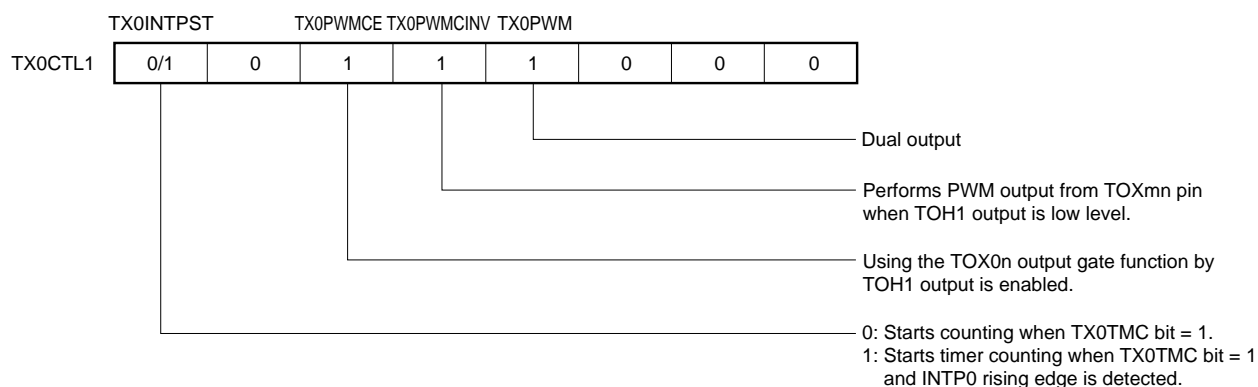 TX0INTPST TX0PWMCE TX0PWMCINV TX0PWM
TX0CTL1 0/1 0 1 1 1 0 0 0
Dual output
Performs PWM output from TOXmn pin
when TOH1 output is low level.
Using the TOX0n output gate function by
TOH1 output is enabled.
0: Starts counting when TX0TMC bit = 1.
1: Starts timer counting when TX0TMC bit = 1
and INTP0 rising edge is detected.